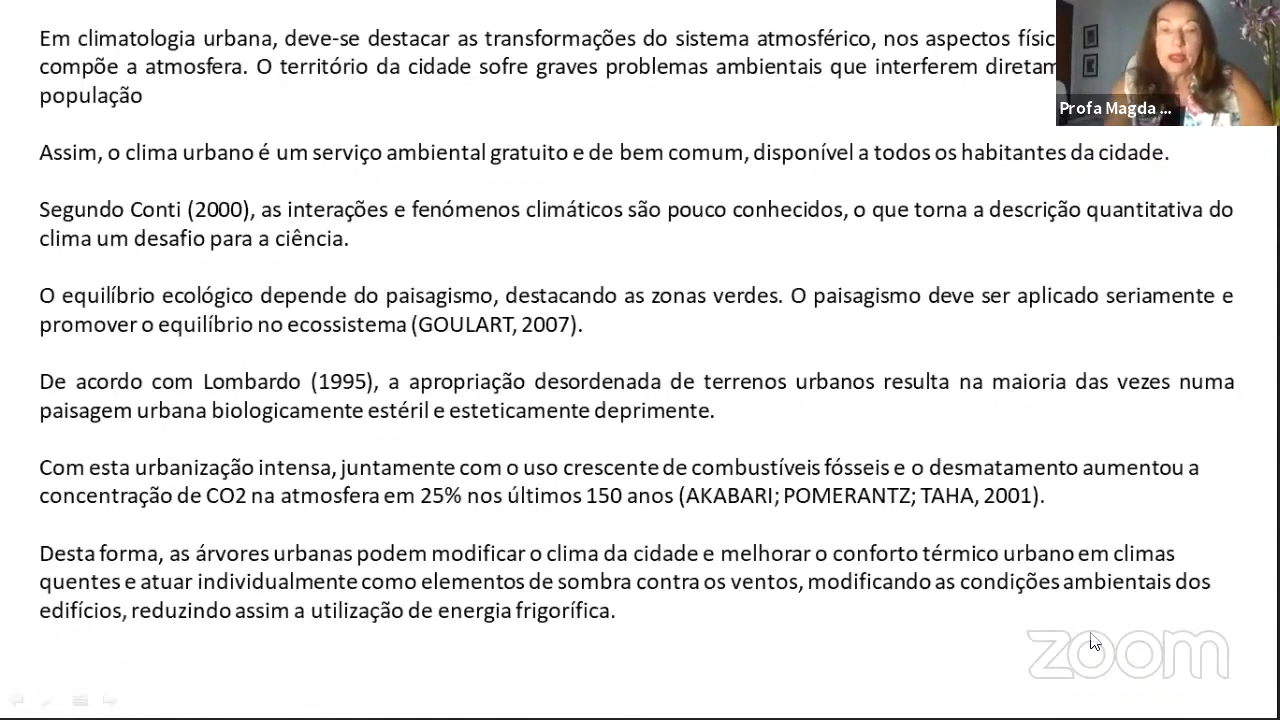 Em climatologia urbana, deve-se destacar as transformações do sistema atmosférico, nos aspectos físic
compõe a atmosfera. O território da cidade sofre graves problemas ambientais que interferem diretam
população
Profa Magda ...
Assim, o clima urbano é um serviço ambiental gratuito e de bem comum, disponível a todos os habitantes da cidade.
Segundo Conti (2000), as interações e fenómenos climáticos são pouco conhecidos, o que torna a descrição quantitativa do
clima um desafio para a ciência.
O equilíbrio ecológico depende do paisagismo, destacando as zonas verdes. O paisagismo deve ser aplicado seriamente e
promover o equilíbrio no ecossistema (GOULART, 2007).
De acordo com Lombardo (1995), a apropriação desordenada de terrenos urbanos resulta na maioria das vezes numa
paisagem urbana biologicamente estéril e esteticamente deprimente.
Com esta urbanização intensa, juntamente com o uso crescente de combustíveis fósseis e o desmatamento aumentou a
concentração de CO2 na atmosfera em 25% nos últimos 150 anos (AKABARI; POMERANTZ; TAHA, 2001).
Desta forma, as árvores urbanas podem modificar o clima da cidade e melhorar o conforto térmico urbano em climas
quentes e atuar individualmente como elementos de sombra contra os ventos, modificando as condições ambientais dos
edifícios, reduzindo assim a utilização de energia frigorífica.
zoom